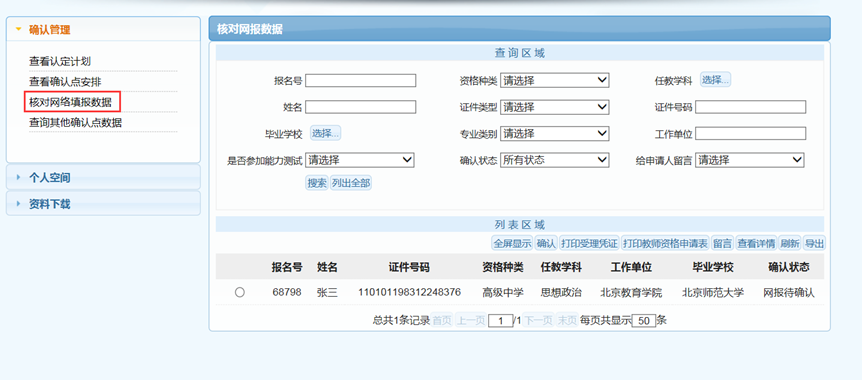 确认管理
查看认定计划
查看确认点安排
核对网络填报数据
查询其他确认点数据
个人空间
资料下载
核对网报数据
查询区域
报名号 资格种类 请选择 任教学科 选择...
姓名 证件类型 请选择 证件号码
毕业学校 选择... 专业类别 请选择 工作单位
是否参加能力测试 请选择 确认状态 所有状态 给申请人留言 请选择
搜索 列出全部
列表区域
全屏显示 确认 打印受理凭证 打印教师资格申请表 留言 查看详情 刷新 导出
报名号 姓名 证件号码 资格种类 任教学科 工作单位 毕业学校 确认状态
68798 张三 110101198312248376 高级中学 思想政治 北京教育学院 北京师范大学 网报待确认
总共1条记录 首页 上一页 1 /1 下一页 末页 每页共显示 50 条